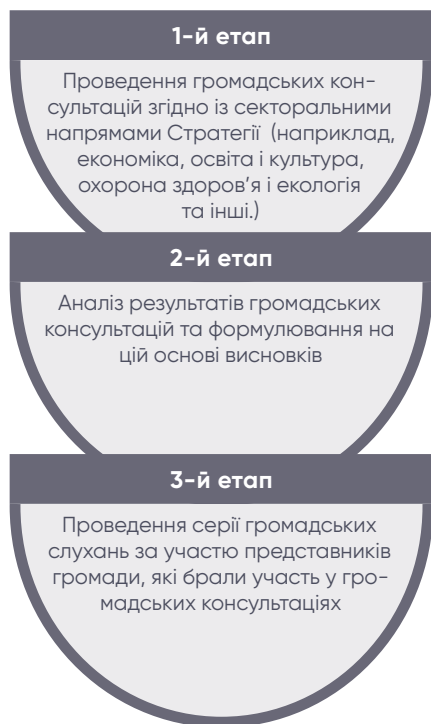 1-й етап
Проведення громадських кон-
сультацій згідно із секторальними
напрямами Стратегії (наприклад,
економіка, освіта і культура,
охорона здоров’я і екологія
та інші.)
2-й етап
Аналіз результатів громадських
консультацій та формулювання на
цій основі висновків
3-й етап
Проведення серії громадських
слухань за участю представників
громади, які брали участь у гро-
мадських консультаціях